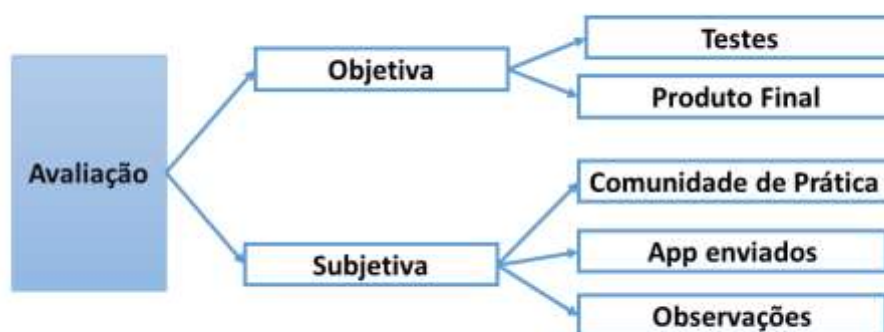 Avaliação
Objetiva
Testes
Produto Final
Subjetiva
Comunidade de Prática
App enviados
Observações